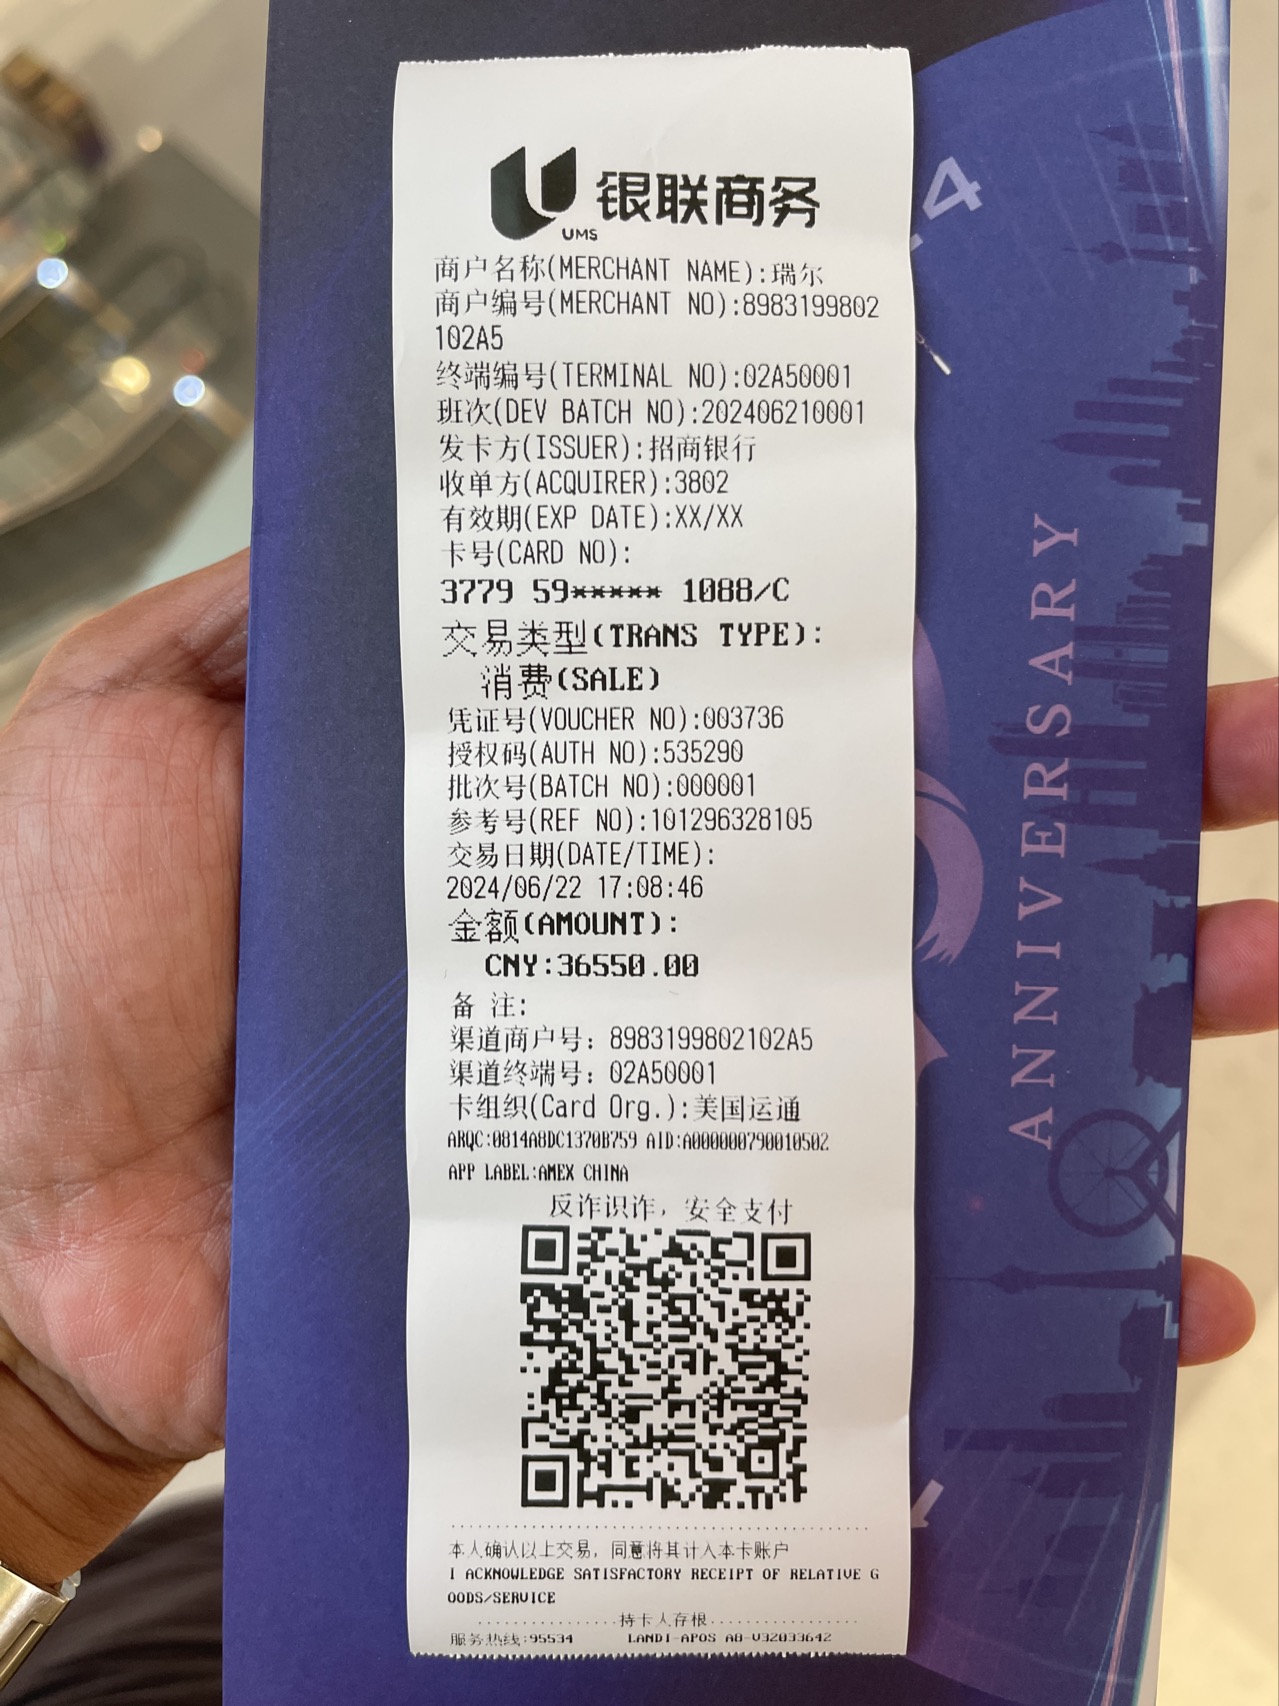 银联商务
UMS
商户名称(MERCHANT NAME):瑞尔
商户编号(MERCHANT NO):8983199802
102A5
终端编号(TERMINAL NO):02A50001
班次(DEV BATCH NO):202406210001
发卡方(ISSUER):招商银行
收单方(ACQUIRER):3802
有效期(EXP DATE):XX/XX
卡号(CARD NO):
3779 59***** 1088/C
交易类型(TRANS TYPE):
消费(SALE)
凭证号(VOUCHER NO):003736
授权码(AUTH NO):535290
批次号(BATCH NO):000001
参考号(REF NO):101296328105
交易日期(DATE/TIME):
2024/06/22 17:08:46
金额(AMOUNT):
CNY:36550.00
备 注:
渠道商户号: 8983199802102A5
渠道终端号: 02A50001
卡组织(Card Org.):美国运通
ARQC:0814A8DC1370B759 AID:A000000790010502
APP LABEL:AMEX CHINA
反诈识诈, 安全支付
本人确认以上交易, 同意将其计入本卡账户
I ACKNOWLEDGE SATISFACTORY RECEIPT OF RELATIVE G
OODS/SERVICE
持卡人存根
服务热线:95534 LANDI-APOS A8-V32033642
ANNIVERSARY